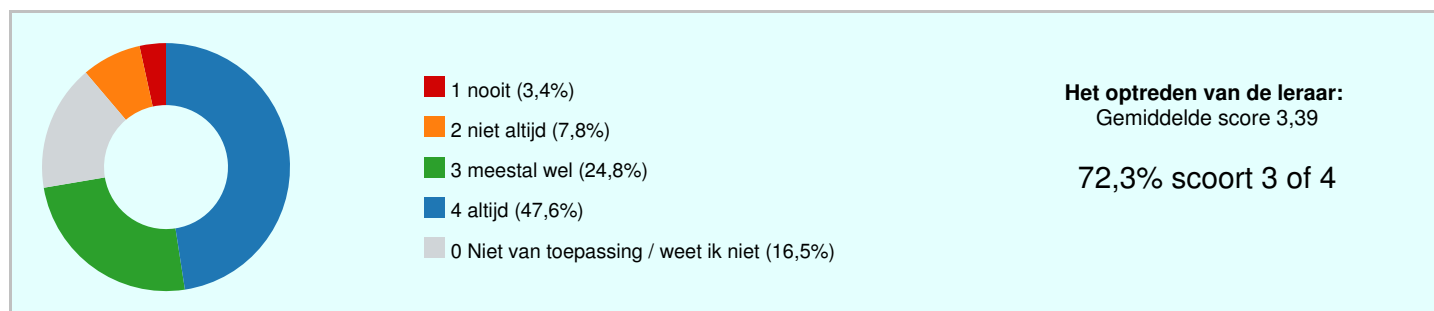 1 nooit (3,4%)
2 niet altijd (7,8%)
3 meestal wel (24,8%)
4 altijd (47,6%)
0 Niet van toepassing / weet ik niet (16,5%)
Het optreden van de leraar:
Gemiddelde score 3,39
72,3% scoort 3 of 4